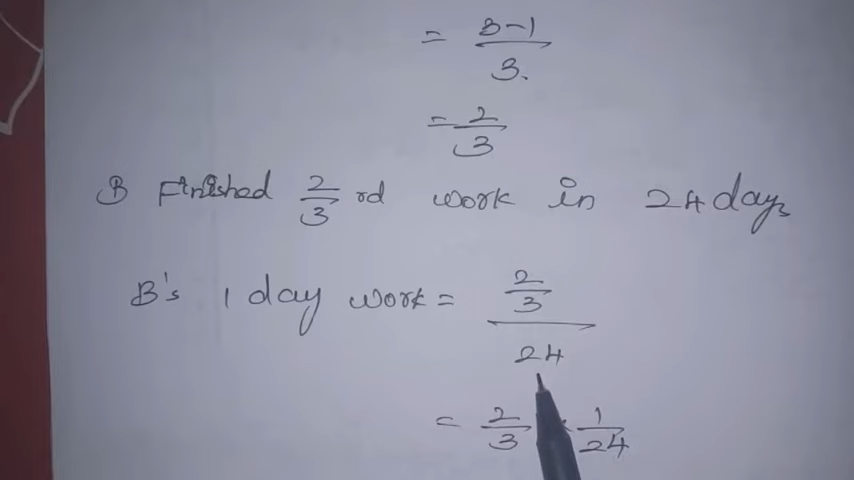 = 3-1/3.
= 2/3
B Finished 2/3 rd work in 24 days
B's 1 day work = 2/3/24
= 2/3 × 1/24